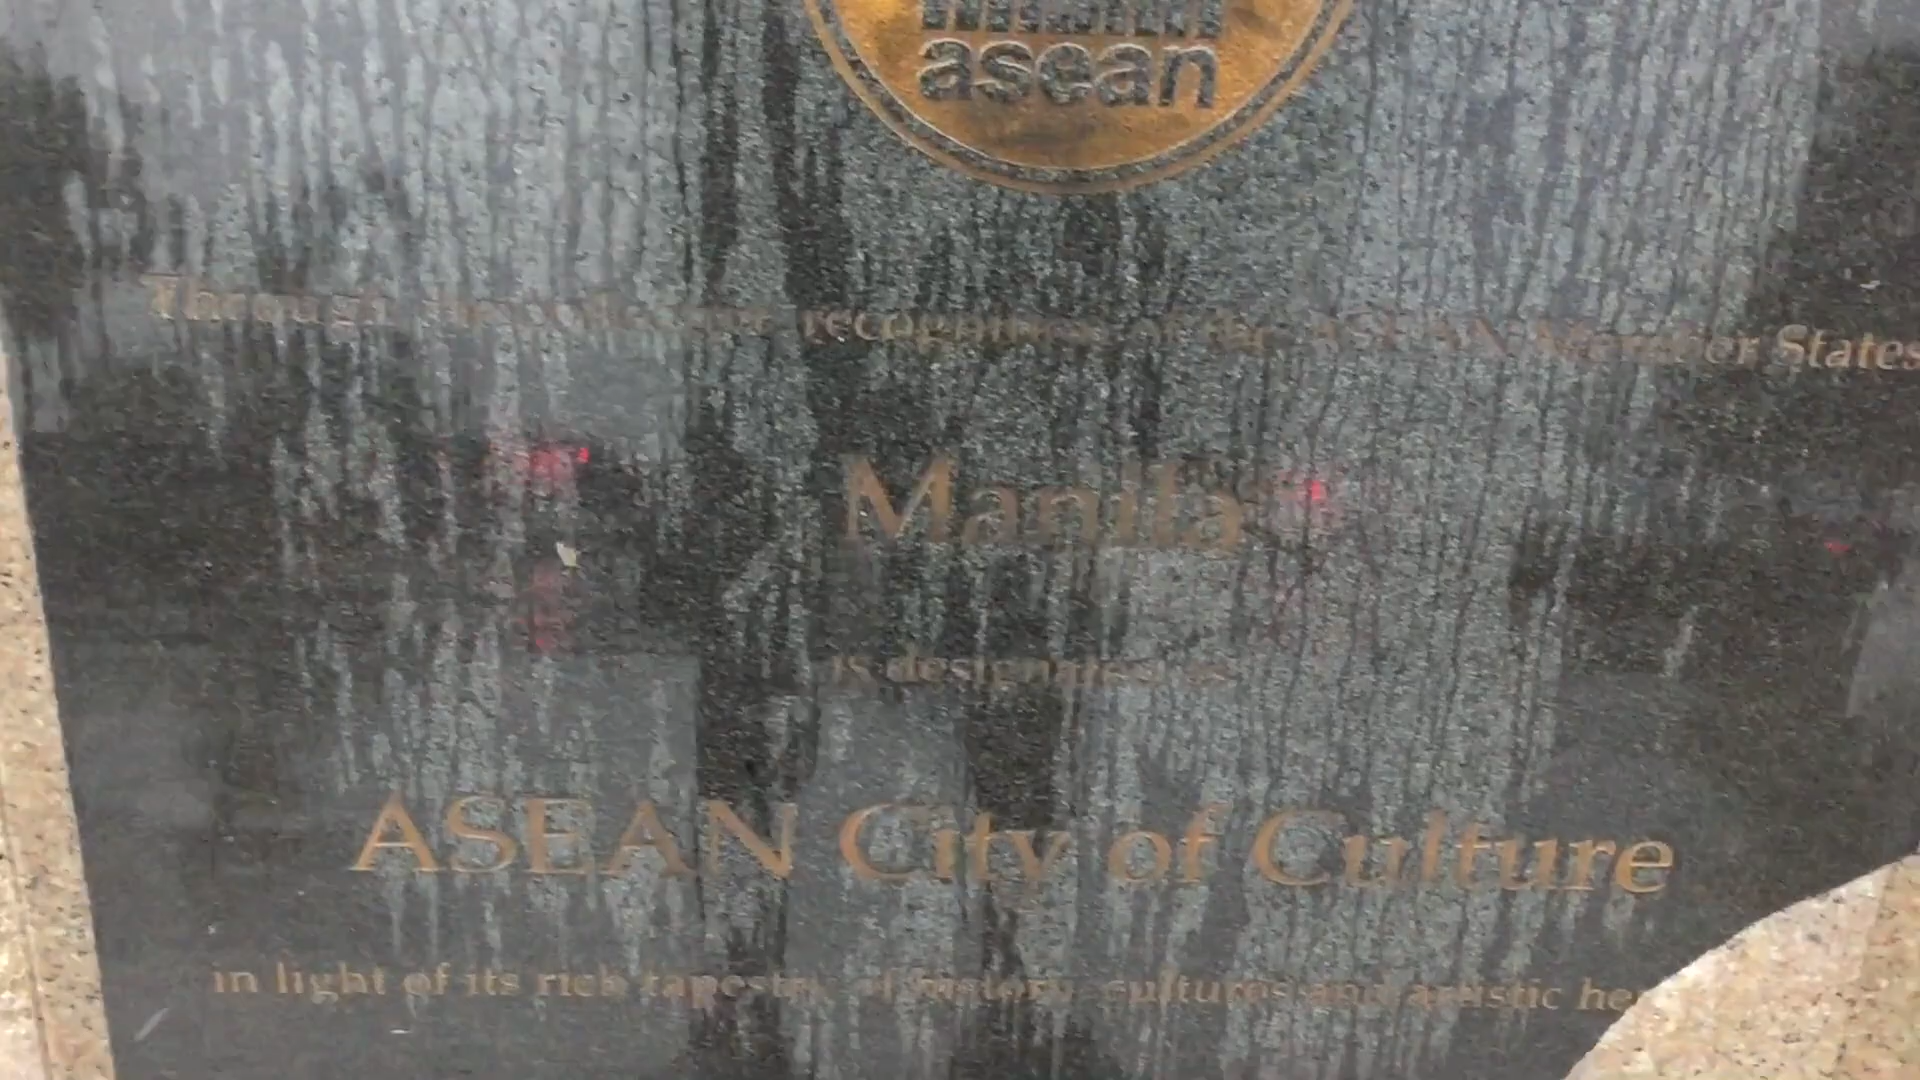 asean
Through the collective recognition of the ASEAN Member States
Manila
is designated as
ASEAN City of Culture
in light of its rich tapestry of history, cultures and artistic he